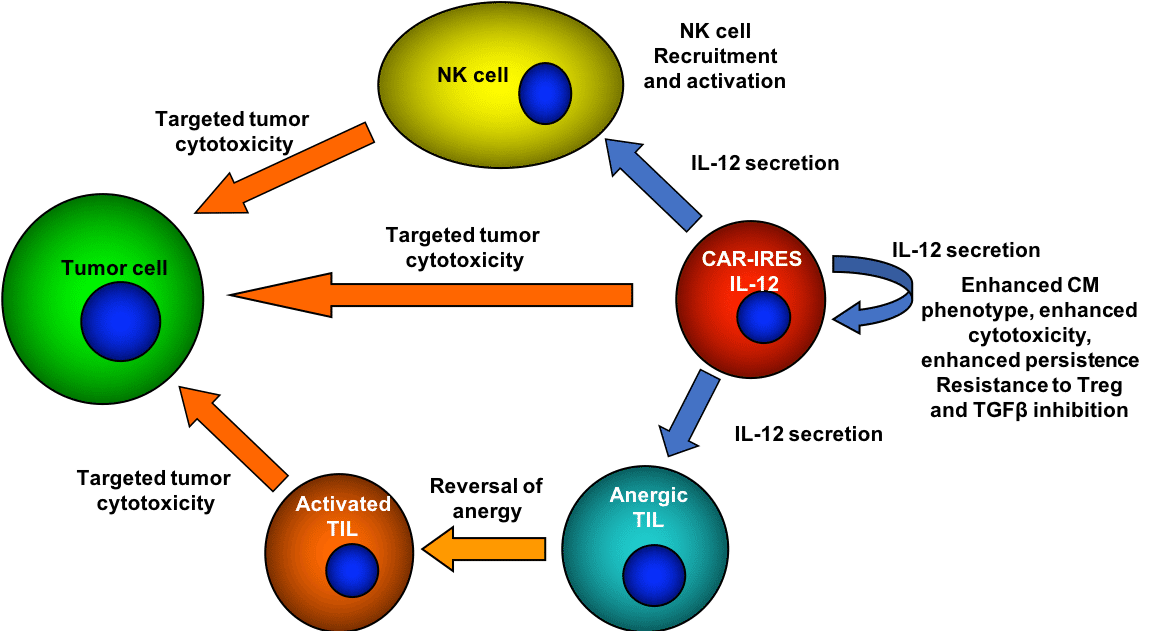 NK cell
NK cell
Recruitment
and activation
Targeted tumor
cytotoxicity
IL-12 secretion
Targeted tumor
cytotoxicity
Tumor cell
CAR-IRES
IL-12
IL-12 secretion
Enhanced CM
phenotype, enhanced
cytotoxicity,
enhanced persistence
Resistance to Treg
and TGFβ inhibition
IL-12 secretion
Targeted tumor
cytotoxicity
Activated
TIL
Reversal of
anergy
Anergic
TIL